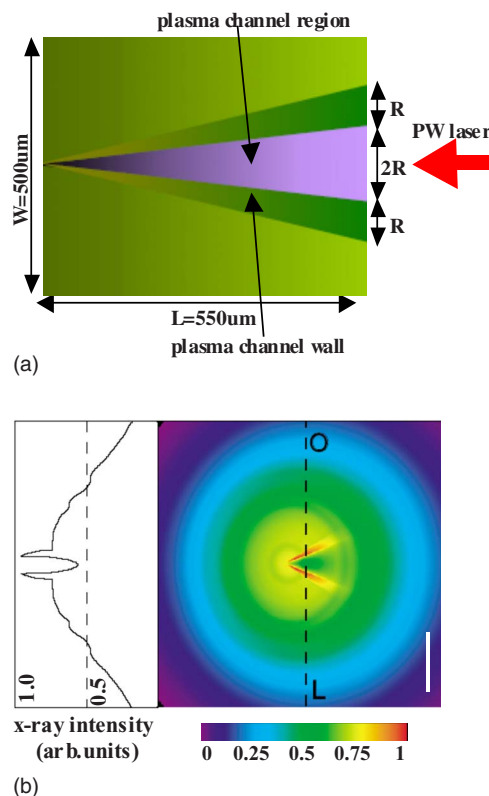 plasma channel region
W=500um
R
PW laser
2R
R
L=550um
plasma channel wall
(a)
O
L
1.0
0.5
x-ray intensity
(arb.units)
0 0.25 0.5 0.75 1
(b)